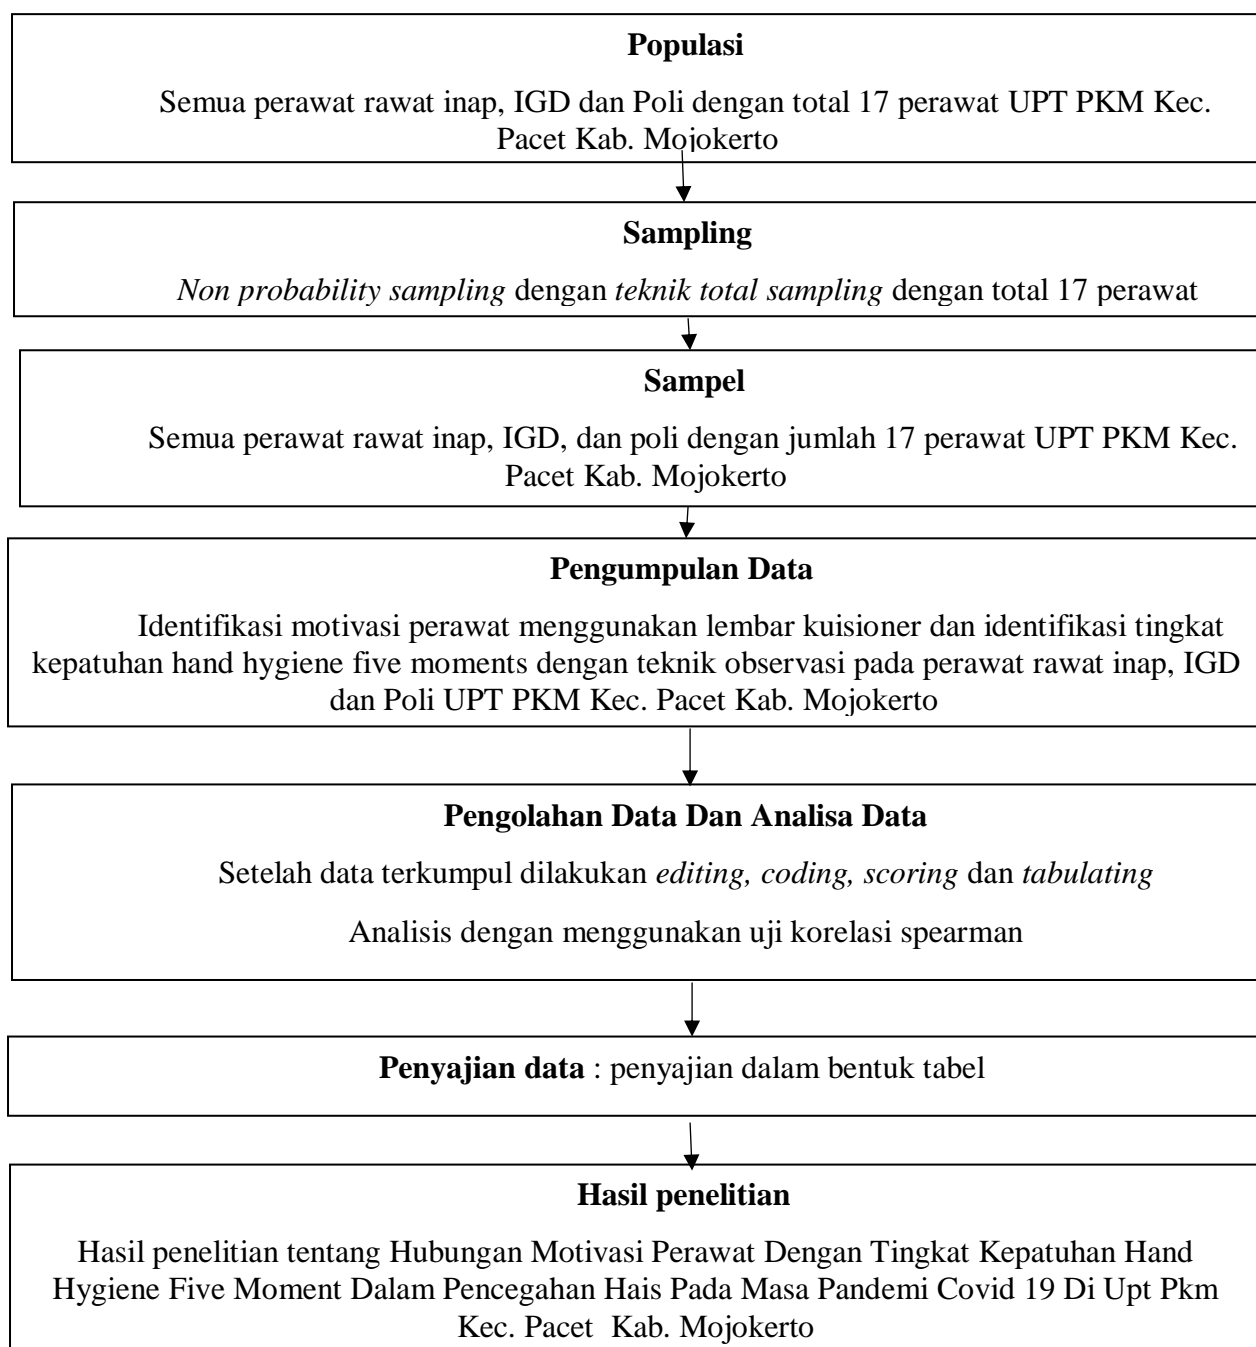 Populasi
Semua perawat rawat inap, IGD dan Poli dengan total 17 perawat UPT PKM Kec.
Pacet Kab. Mojokerto
Sampling
Non probability sampling dengan teknik total sampling dengan total 17 perawat
Sampel
Semua perawat rawat inap, IGD, dan poli dengan jumlah 17 perawat UPT PKM Kec.
Pacet Kab. Mojokerto
Pengumpulan Data
Identifikasi motivasi perawat menggunakan lembar kuisioner dan identifikasi tingkat
kepatuhan hand hygiene five moments dengan teknik observasi pada perawat rawat inap, IGD
dan Poli UPT PKM Kec. Pacet Kab. Mojokerto
Pengolahan Data Dan Analisa Data
Setelah data terkumpul dilakukan editing, coding, scoring dan tabulating
Analisis dengan menggunakan uji korelasi spearman
Penyajian data : penyajian dalam bentuk tabel
Hasil penelitian
Hasil penelitian tentang Hubungan Motivasi Perawat Dengan Tingkat Kepatuhan Hand
Hygiene Five Moment Dalam Pencegahan Hais Pada Masa Pandemi Covid 19 Di Upt Pkm
Kec. Pacet Kab. Mojokerto